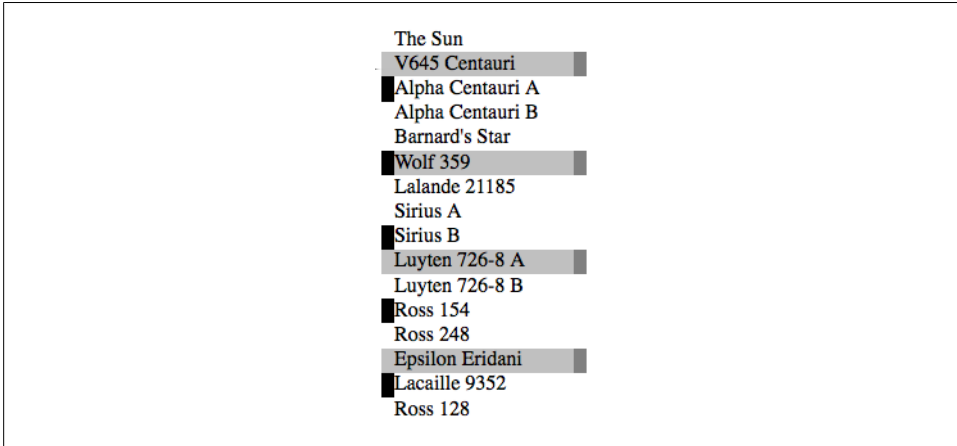 The Sun
V645 Centauri
Alpha Centauri A
Alpha Centauri B
Barnard's Star
Wolf 359
Lalande 21185
Sirius A
Sirius B
Luyten 726-8 A
Luyten 726-8 B
Ross 154
Ross 248
Epsilon Eridani
Lacaille 9352
Ross 128